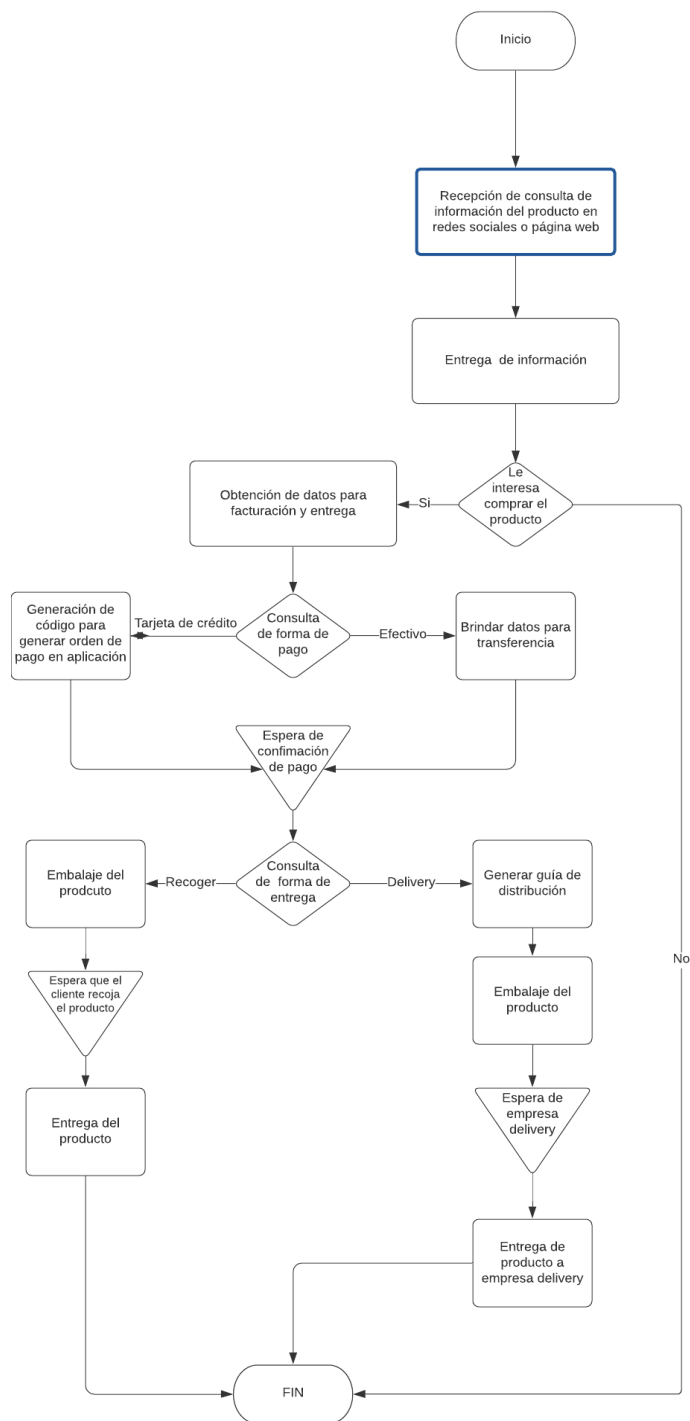 Inicio
Recepción de consulta de
información del producto en
redes sociales o página web
Entrega de información
Le
interesa
comprar el
producto
Si
Obtención de datos para
facturación y entrega
Generación de
código para
generar orden de
pago en aplicación
Tarjeta de crédito
Consulta
de forma de
pago
Efectivo
Brindar datos para
transferencia
Espera de
confimación
de pago
Embalaje del
prodcuto
Recoger
Consulta
de forma de
entrega
Delivery
Generar guía de
distribución
No
Espera que el
cliente recoja
el producto
Embalaje del
producto
Entrega del
producto
Espera de
empresa
delivery
Entrega de
producto a
empresa delivery
FIN